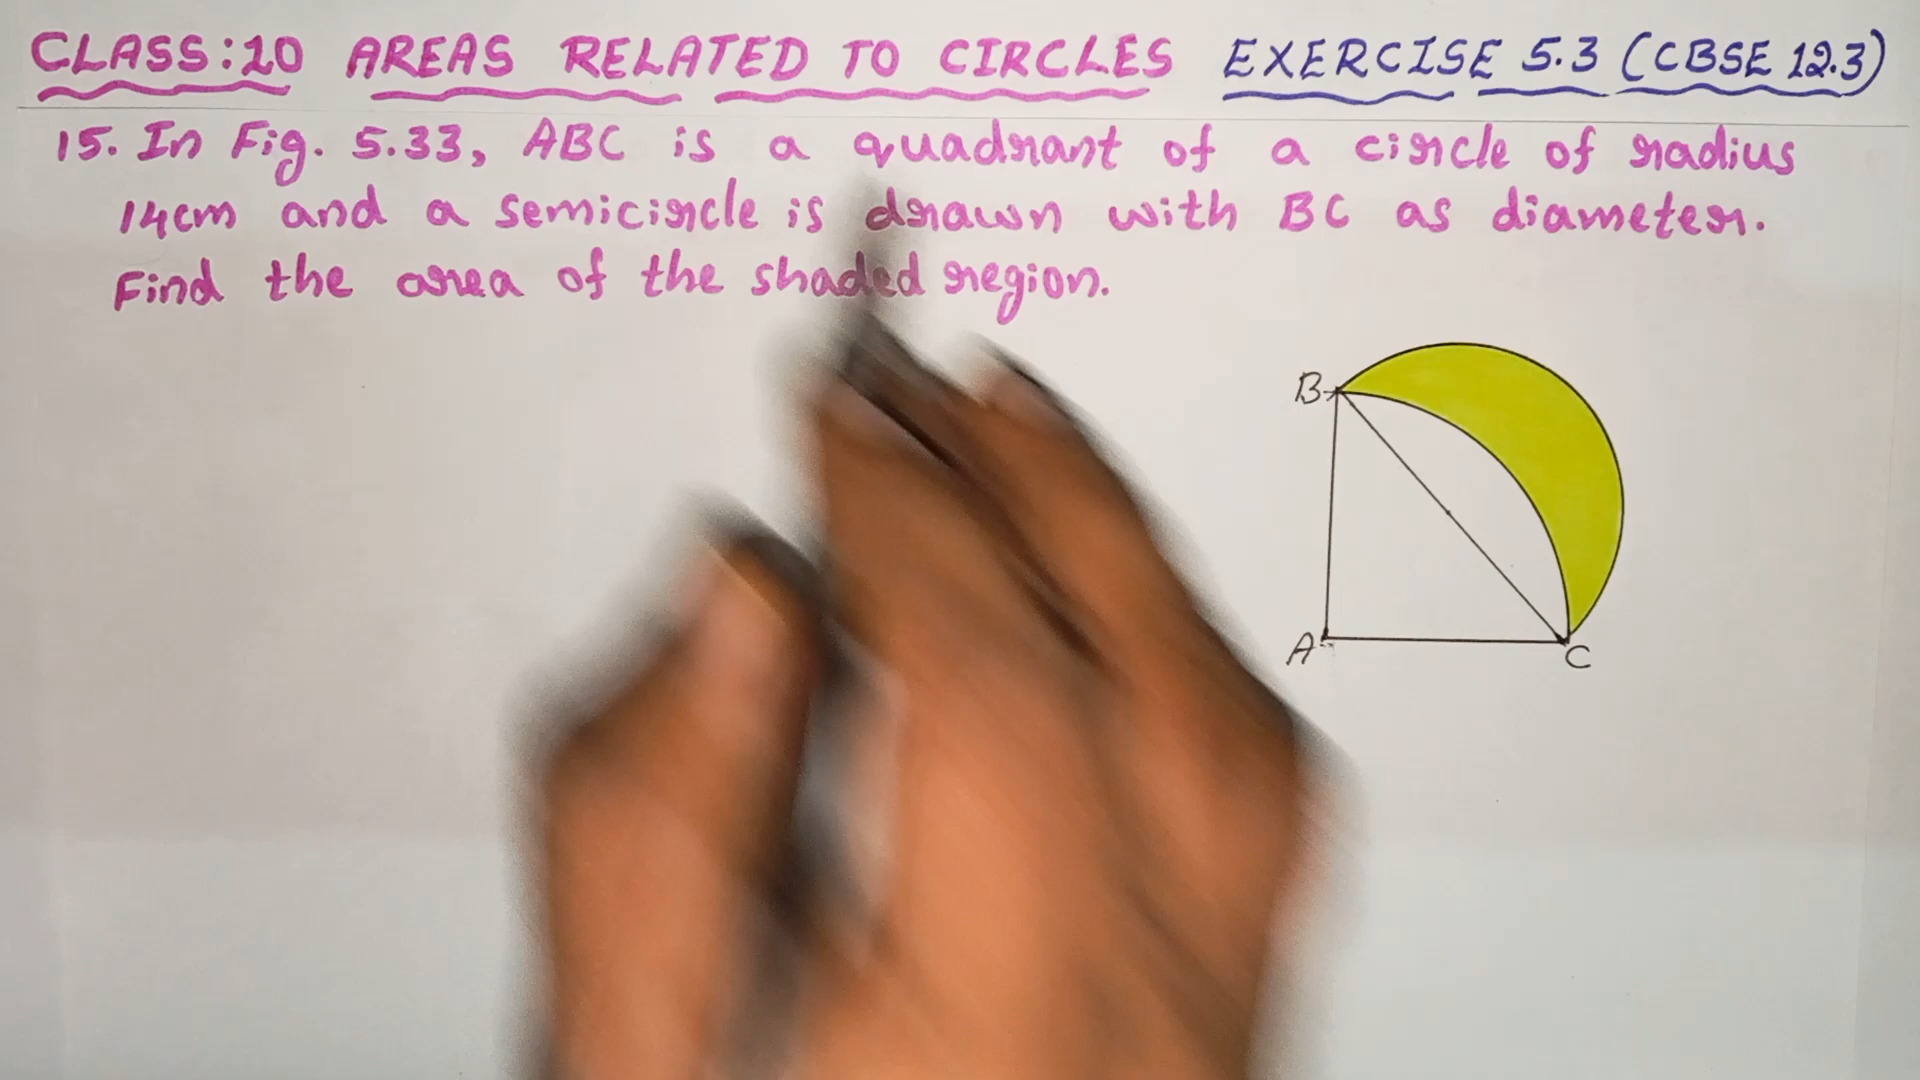 CLASS:10 AREAS RELATED TO CIRCLES EXERCISE 5.3 (CBSE 12.3)
15. In Fig. 5.33, ABC is a quadrant of a circle of radius
14cm and a semicircle is drawn with BC as diameter.
Find the area of the shaded region.
B
A
C